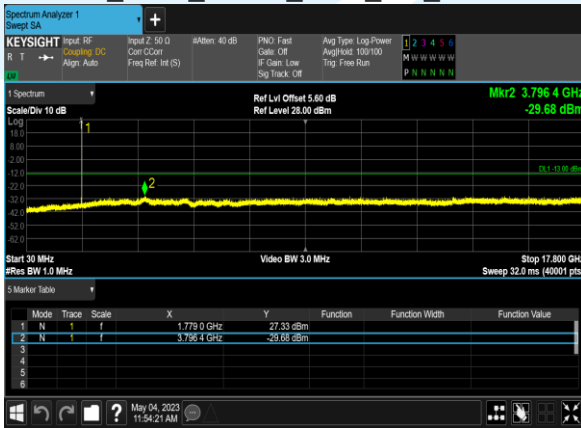 Spectrum Analyzer 1
Swept SA
KEYSIGHT Input: RF Input Z: 50 Ω #Atten: 40 dB PNO: Fast Avg Type: Log-Power 1 2 3 4 5 6
R T Coupling: DC Corr CCorr Gate: Off Avg|Hold: 100/100 M W W W W W
Align: Auto Freq Ref: Int (S) IF Gain: Low Trig: Free Run
Sig Track: Off P N N N N N
1 Spectrum Ref Lvl Offset 5.60 dB Mkr2 3.796 4 GHz
Scale/Div 10 dB Ref Level 28.00 dBm -29.68 dBm
Log
18.0
8.00
-2.00
-12.0
-22.0
-32.0
-42.0
-52.0
-62.0
1
2
DL1 -13.00 dBm
Start 30 MHz Video BW 3.0 MHz Stop 17.800 GHz
#Res BW 1.0 MHz Sweep 32.0 ms (40001 pts)
5 Marker Table
Mode Trace Scale X Y Function Function Width Function Value
1 N 1 f 1.779 0 GHz 27.33 dBm
2 N 1 f 3.796 4 GHz -29.68 dBm
3
4
5
6
May 04, 2023
11:54:21 AM